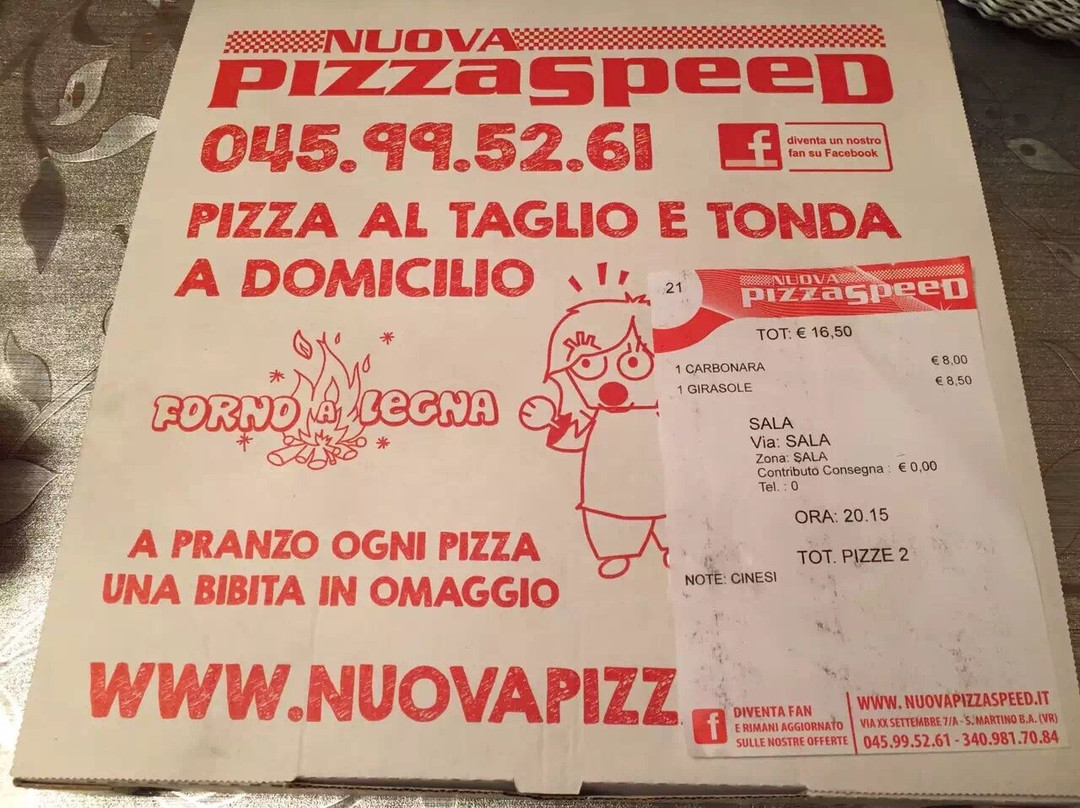 NUOVA
PIZZASPEED
045.99.52.61
diventa un nostro
fan su Facebook
PIZZA AL TAGLIO E TONDA
A DOMICILIO
FORNO A LEGNA
A PRANZO OGNI PIZZA
UNA BIBITA IN OMAGGIO
WWW.NUOVAPIZZ
21
NUOVA
PIZZASPEED
TOT: € 16,50
1 CARBONARA € 8,00
1 GIRASOLE € 8,50
SALA
Via: SALA
Zona: SALA
Contributo Consegna : € 0,00
Tel. : 0
ORA: 20.15
TOT. PIZZE 2
NOTE: CINESI
DIVENTA FAN
E RIMANI AGGIORNATO
SULLE NOSTRE OFFERTE
WWW. NUOVAPIZZASPEED.IT
VIA XX SETTEMBRE 7/A - S. MARTINO B.A. (VR)
045.99.52.61 - 340.981.70.84